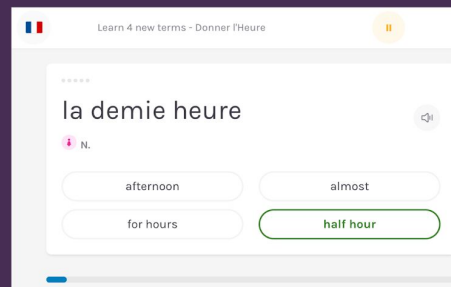 Learn 4 new terms - Donner l'Heure
la demie heure
N.
afternoon
almost
for hours
half hour